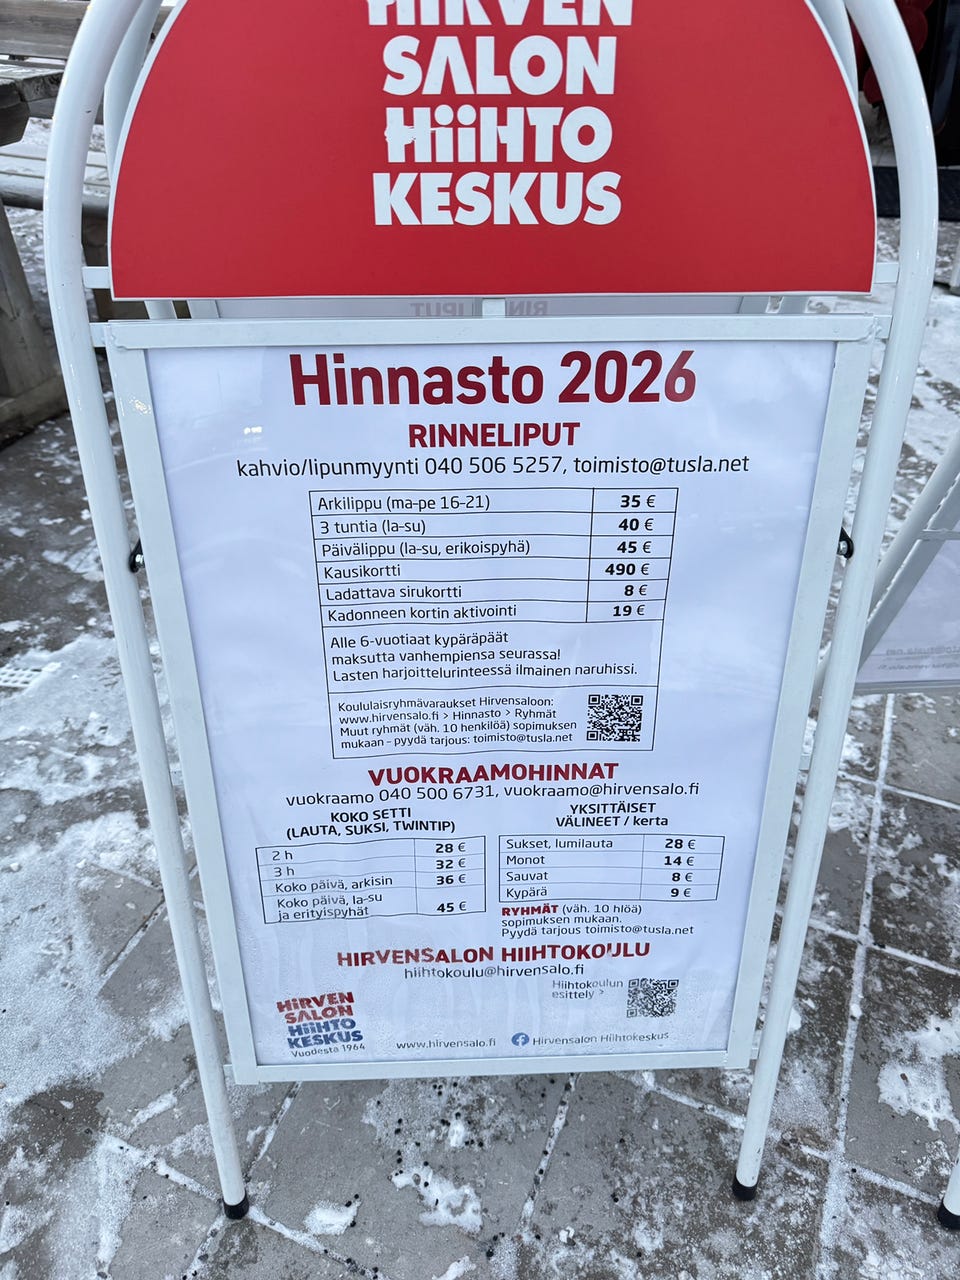 HIRVEN
SALON
HiiHTO
KESKUS
RINNELIPUT
Hinnasto 2026
RINNELIPUT
kahvio/lipunmyynti 040 506 5257, toimisto@tusla.net
Arkilippu (ma-pe 16-21) 35 €
3 tuntia (la-su) 40 €
Päivälippu (la-su, erikoispyhä) 45 €
Kausikortti 490 €
Ladattava sirukortti 8 €
Kadonneen kortin aktivointi 19 €
Alle 6-vuotiaat kypäräpäät
maksutta vanhempiensa seurassa!
Lasten harjoittelurinteessä ilmainen naruhissi.
Koululaisryhmävaraukset Hirvensaloon:
www.hirvensalo.fi > Hinnasto > Ryhmät
Muut ryhmät (väh. 10 henkilöä) sopimuksen
mukaan - pyydä tarjous: toimisto@tusla.net
VUOKRAAMOHINNAT
vuokraamo 040 500 6731, vuokraamo@hirvensalo.fi
KOKO SETTI
(LAUTA, SUKSI, TWINTIP)
2 h 28 €
3 h 32 €
Koko päivä, arkisin 36 €
Koko päivä, la-su
ja erityispyhät 45 €
YKSITTÄISET
VÄLINEET / kerta
Sukset, lumilauta 28 €
Monot 14 €
Sauvat 8 €
Kypärä 9 €
RYHMÄT (väh. 10 hlöä)
sopimuksen mukaan.
Pyydä tarjous toimisto@tusla.net
HIRVENSALON HIIHTOKOULU
hiihtokoulu@hirvensalo.fi
Hiihtokoulun
esittely >
HiRVEN
SALON
HiiHTO
KESKUS
Vuodesta 1964
www.hirvensalo.fi
Hirvensalon Hiihtokeskus